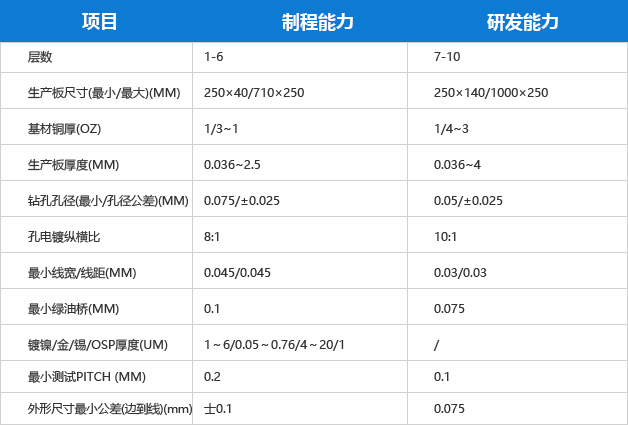 项目 制程能力 研发能力
层数 1-6 7-10
生产板尺寸(最小/最大)(MM) 250×40/710×250 250×140/1000×250
基材铜厚(OZ) 1/3~1 1/4~3
生产板厚度(MM) 0.036~2.5 0.036~4
钻孔孔径(最小/孔径公差)(MM) 0.075/±0.025 0.05/±0.025
孔电镀纵横比 8:1 10:1
最小线宽/线距(MM) 0.045/0.045 0.03/0.03
最小绿油桥(MM) 0.1 0.075
镀镍/金/锡/OSP厚度(UM) 1～6/0.05～0.76/4～20/1 /
最小测试PITCH (MM) 0.2 0.1
外形尺寸最小公差(边到线)(mm) 士0.1 0.075